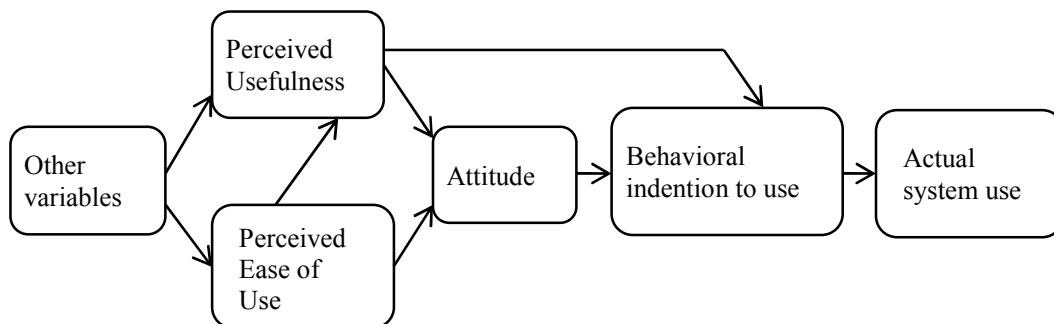 Perceived
Usefulness
Other
variables
Perceived
Ease of
Use
Attitude
Behavioral
indention to use
Actual
system use